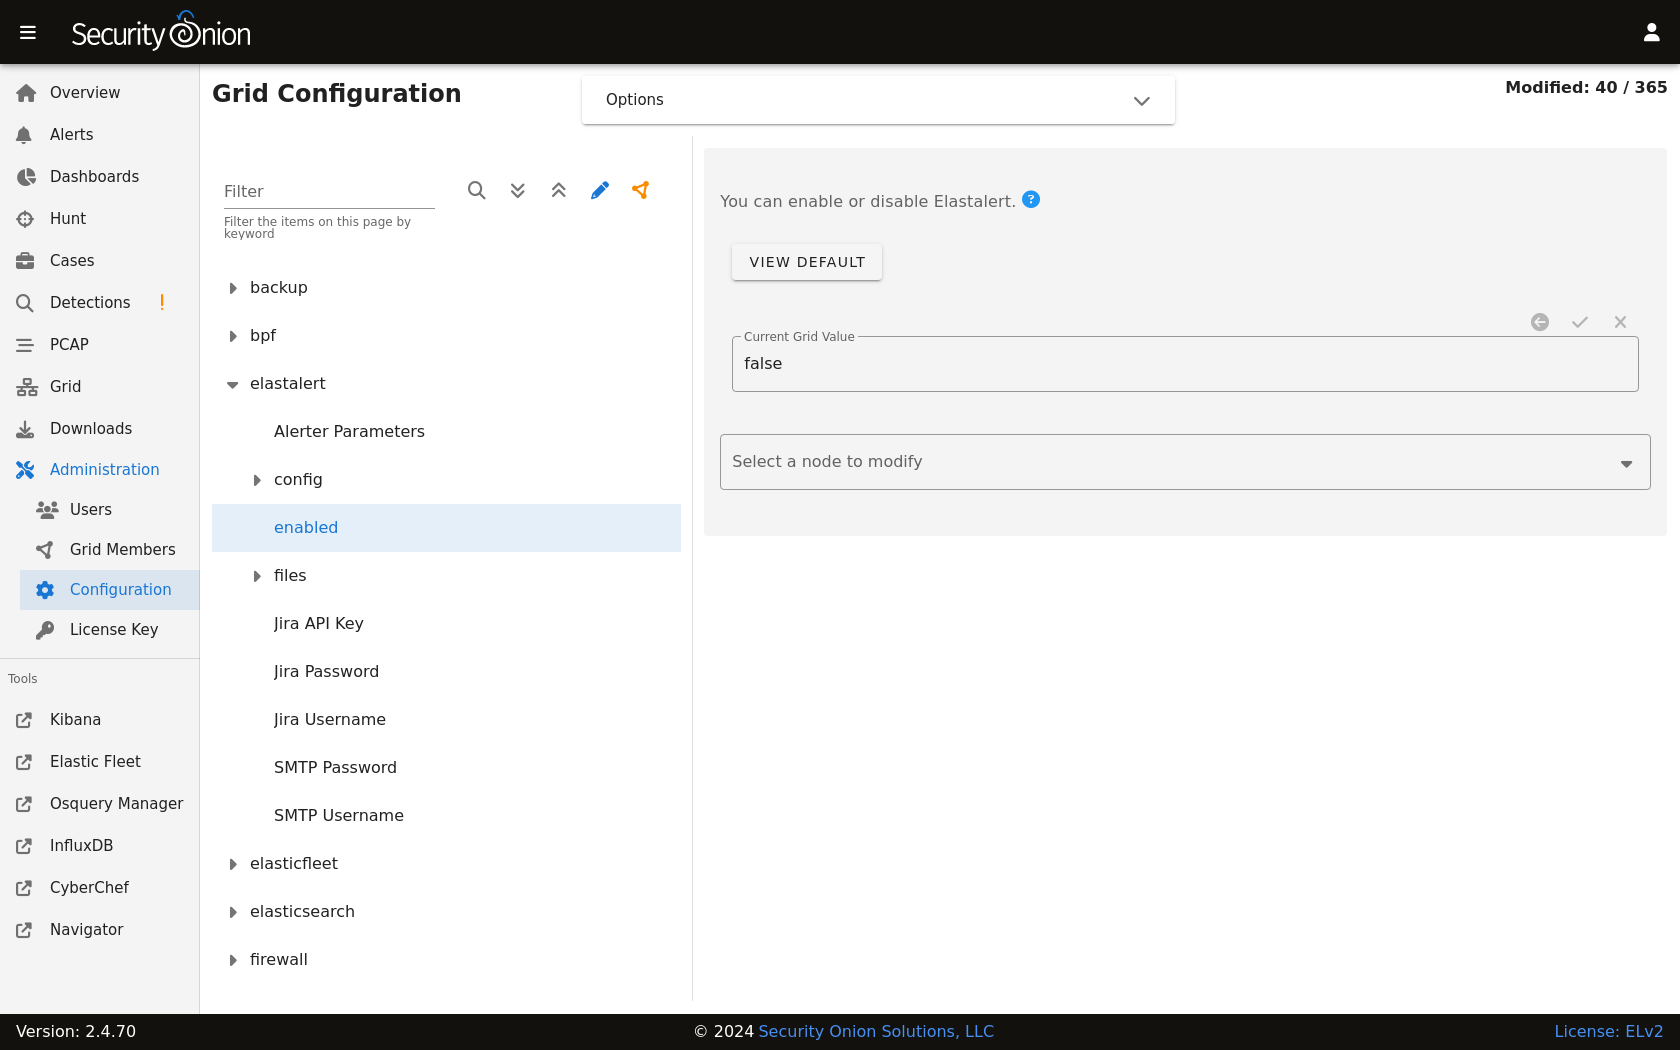 Security Onion
Overview
Alerts
Dashboards
Hunt
Cases
Detections !
PCAP
Grid
Downloads
Administration
Users
Grid Members
Configuration
License Key
Tools
Kibana
Elastic Fleet
Osquery Manager
InfluxDB
CyberChef
Navigator
Grid Configuration
Options
Modified: 40 / 365
Filter
Filter the items on this page by
keyword
backup
bpf
elastalert
Alerter Parameters
config
enabled
files
Jira API Key
Jira Password
Jira Username
SMTP Password
SMTP Username
elasticfleet
elasticsearch
firewall
You can enable or disable Elastalert. ?
VIEW DEFAULT
Current Grid Value
false
Select a node to modify
Version: 2.4.70
© 2024 Security Onion Solutions, LLC
License: ELv2